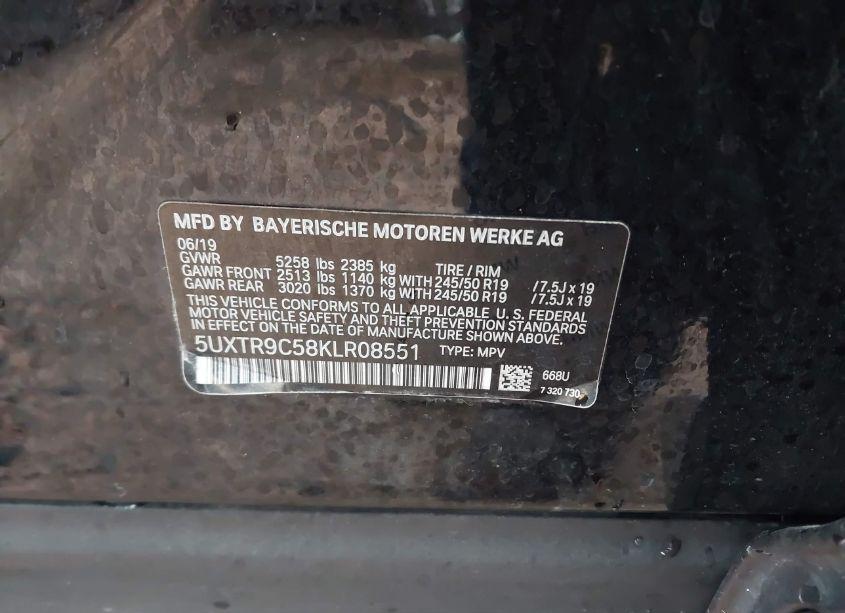 MFD BY BAYERISCHE MOTOREN WERKE AG
06/19
GVWR 5258 lbs 2385 kg TIRE / RIM
GAWR FRONT 2513 lbs 1140 kg WITH 245/50 R19 /7.5J x 19
GAWR REAR 3020 lbs 1370 kg WITH 245/50 R19 /7.5J x 19
THIS VEHICLE CONFORMS TO ALL APPLICABLE U. S. FEDERAL
MOTOR VEHICLE SAFETY AND THEFT PREVENTION STANDARDS
IN EFFECT ON THE DATE OF MANUFACTURE SHOWN ABOVE.
5UXTR9C58KLR08551 TYPE: MPV
668U
7 320 730